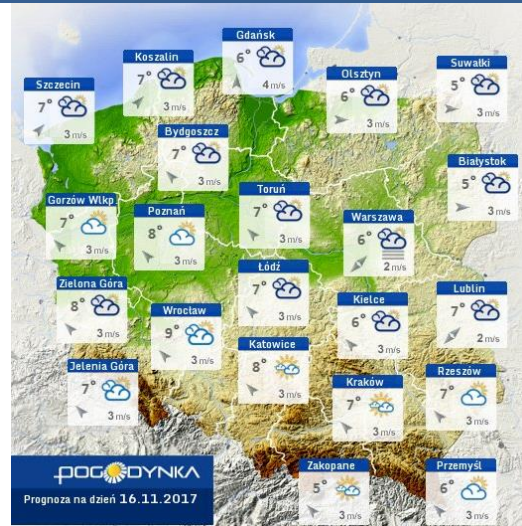 Gdańsk
6°
4 m/s
Koszalin
7°
3 m/s
Suwałki
5°
3 m/s
Olsztyn
6°
3 m/s
Szczecin
7°
3 m/s
Bydgoszcz
7°
3 m/s
Białystok
5°
3 m/s
Toruń
7°
3 m/s
Gorzów Wlkp
7°
3 m/s
Poznań
8°
3 m/s
Warszawa
6°
2 m/s
Łódź
7°
3 m/s
Zielona Góra
8°
3 m/s
Wrocław
9°
3 m/s
Kielce
6°
3 m/s
Lublin
7°
2 m/s
Katowice
8°
3 m/s
Jelenia Góra
7°
3 m/s
Kraków
7°
3 m/s
Rzeszów
7°
3 m/s
Zakopane
5°
3 m/s
Przemyśl
6°
3 m/s
POGODYNKA
Prognoza na dzień 16.11.2017